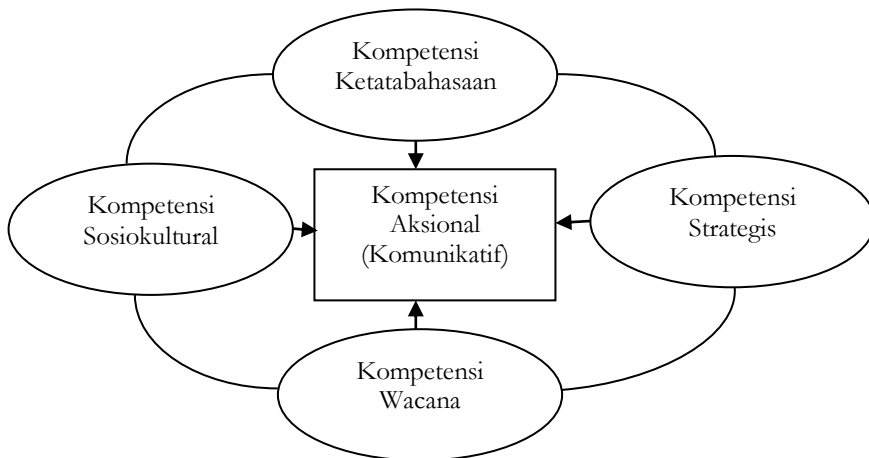 Kompetensi
Ketatabahasaan
Kompetensi
Sosiokultural
Kompetensi
Aksional
(Komunikatif)
Kompetensi
Strategis
Kompetensi
Wacana